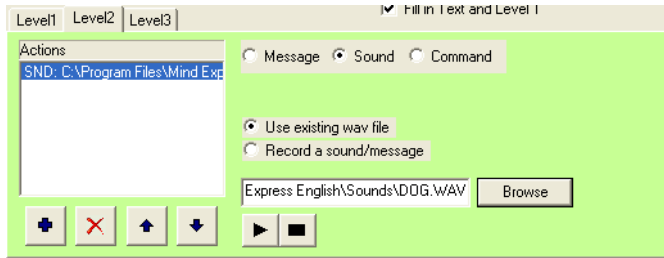 Fill in Text and Level 1
Level1 Level2 Level3
Actions
SND: C:\Program Files\Mind Exp
Message Sound Command
Use existing wav file
Record a sound/message
Express English\Sounds\DOG.WAV
Browse